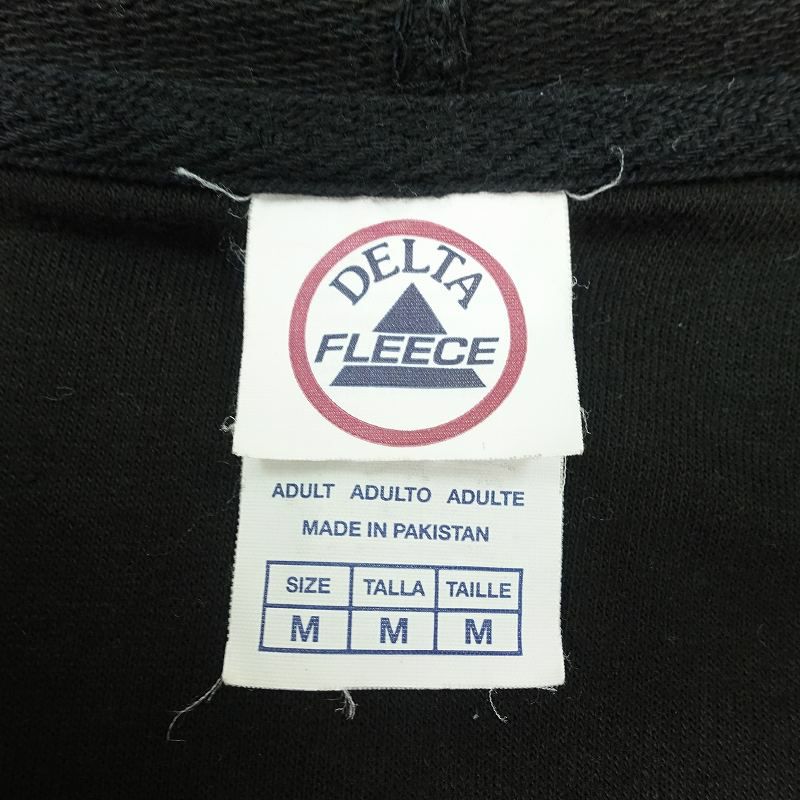 DELTA
FLEECE
ADULT ADULTO ADULTE
MADE IN PAKISTAN
SIZE TALLA TAILLE
M M M